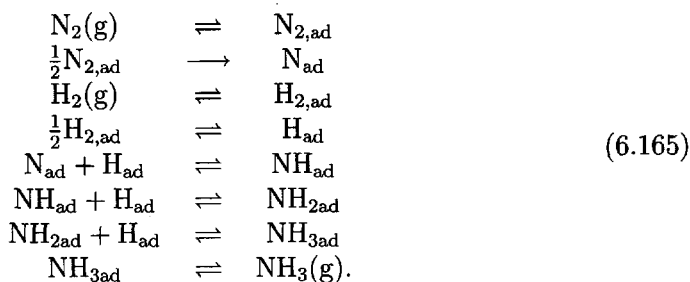 N₂(g) ⇌ N₂,ad
½N₂,ad ⟶ Nad
H₂(g) ⇌ H₂,ad
½H₂,ad ⇌ Had
Nad + Had ⇌ NHad
(6.165)
NHad + Had ⇌ NH2ad
NH2ad + Had ⇌ NH3ad
NH3ad ⇌ NH₃(g).